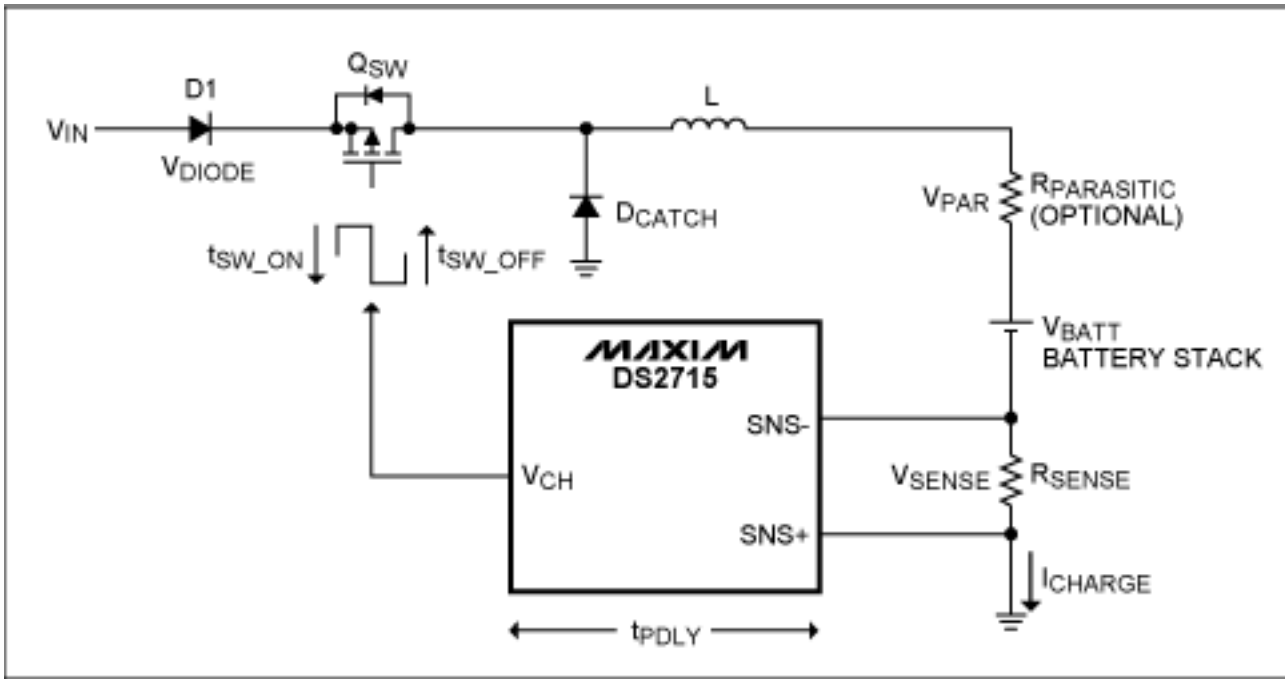 QSW
D1
L
VIN
VDIODE
VPAR
RPARASITIC
(OPTIONAL)
DCATCH
tSW_ON
tSW_OFF
VBATT
BATTERY STACK
MAXIM
DS2715
SNS-
VCH
VSENSE
RSENSE
SNS+
ICHARGE
tPDLY